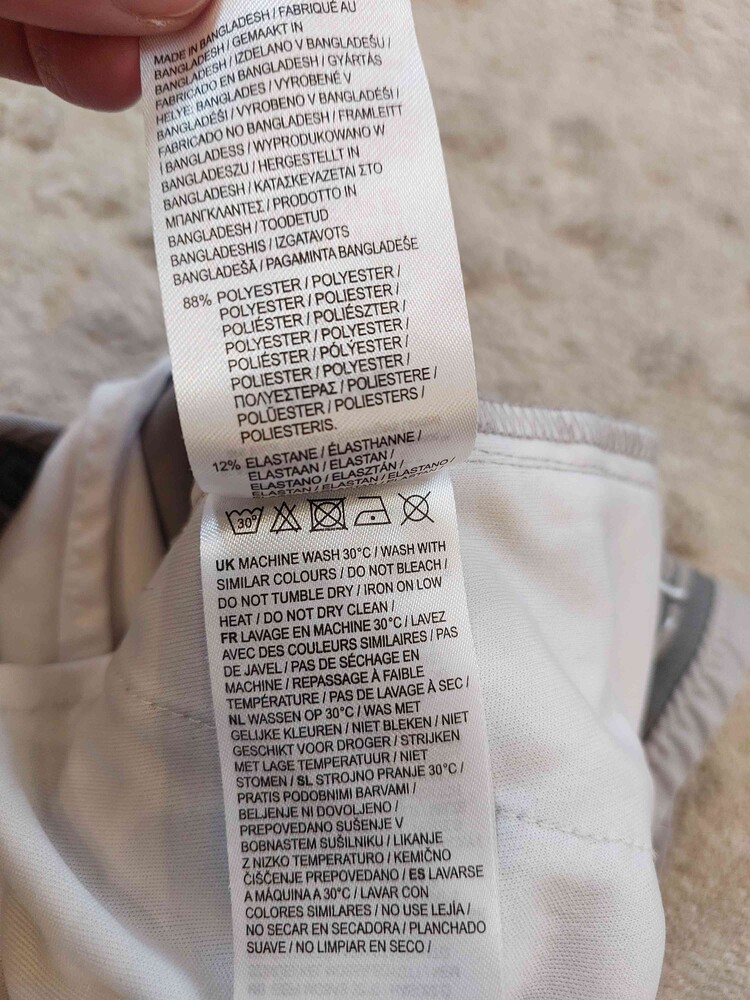 MADE IN BANGLADESH / FABRIQUÉ AU
BANGLADESH / GEMAAKT IN
BANGLADESH / IZDELANO V BANGLADEŠU /
FABRICADO EN BANGLADESH / GYÁRTÁS
HELYE: BANGLADES / VYROBENÉ V
BANGLADÉŠI / VYROBENO V BANGLADÉŠI /
FABRICADO NO BANGLADESH / FRAMLEITT
Í BANGLADESS / WYPRODUKOWANO W
BANGLADESZU / HERGESTELLT IN
BANGLADESH / ΚΑΤΑΣΚΕΥΑΖΕΤΑΙ ΣΤΟ
ΜΠΑΝΓΚΛΑΝΤΕΣ / PRODOTTO IN
BANGLADESH / TOODETUD
BANGLADESHIS / IZGATAVOTS
BANGLADEŠĀ / PAGAMINTA BANGLADEŠE
88% POLYESTER / POLYESTER /
POLYESTER / POLIESTER /
POLIÉSTER / POLIÉSZTER /
POLYESTER / POLYESTER /
POLIÉSTER / PÓLÝESTER /
POLIESTER / POLYESTER /
ΠΟΛΥΕΣΤΕΡΑΣ / POLIESTERE /
POLÜESTER / POLIESTERS /
POLIESTERIS.
12% ELASTANE / ÉLASTHANNE /
ELASTAAN / ELASTAN /
ELASTANO / ELASZTÁN /
ELASTAN / ELASTAN / ELASTANO /
30°
UK MACHINE WASH 30°C / WASH WITH
SIMILAR COLOURS / DO NOT BLEACH /
DO NOT TUMBLE DRY / IRON ON LOW
HEAT / DO NOT DRY CLEAN /
FR LAVAGE EN MACHINE 30°C / LAVEZ
AVEC DES COULEURS SIMILAIRES / PAS
DE JAVEL / PAS DE SÉCHAGE EN
MACHINE / REPASSAGE À FAIBLE
TEMPÉRATURE / PAS DE LAVAGE À SEC /
NL WASSEN OP 30°C / WAS MET
GELIJKE KLEUREN / NIET BLEKEN / NIET
GESCHIKT VOOR DROGER / STRIJKEN
MET LAGE TEMPERATUUR / NIET
STOMEN / SL STROJNO PRANJE 30°C /
PRATIS PODOBNIMI BARVAMI /
BELJENJE NI DOVOLJENO /
PREPOVEDANO SUŠENJE V
BOBNASTEM SUŠILNIKU / LIKANJE
Z NIZKO TEMPERATURO / KEMIČNO
ČIŠČENJE PREPOVEDANO / ES LAVARSE
A MÁQUINA A 30°C / LAVAR CON
COLORES SIMILARES / NO USE LEJÍA /
NO SECAR EN SECADORA / PLANCHADO
SUAVE / NO LIMPIAR EN SECO /